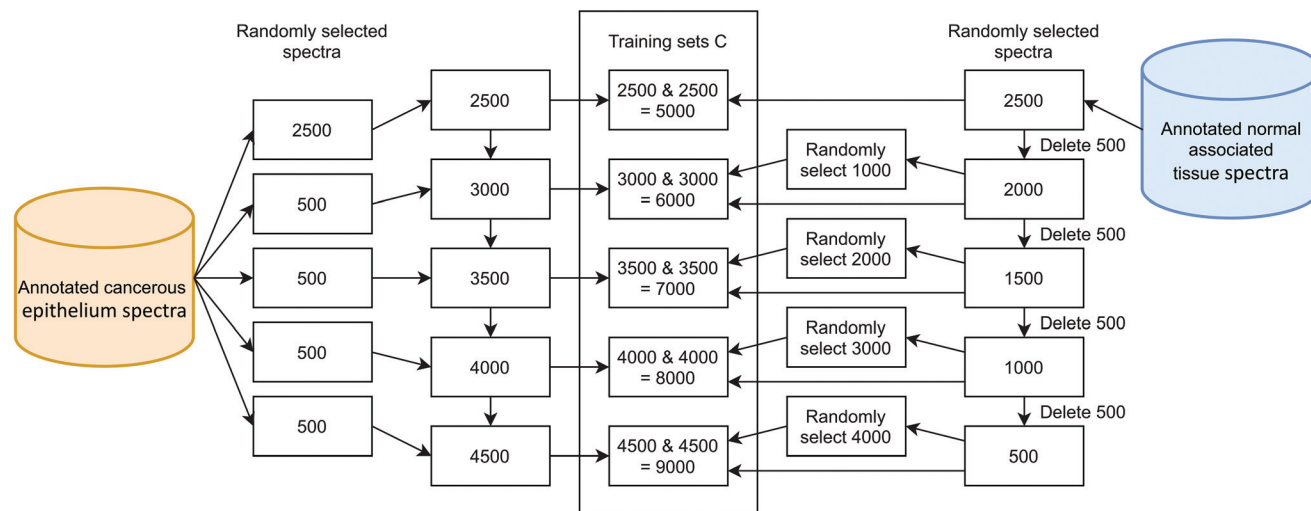 Randomly selected
spectra
Training sets C
Randomly selected
spectra
2500
2500
2500 & 2500
= 5000
2500
Annotated normal
associated
tissue spectra
Delete 500
500
3000
3000 & 3000
= 6000
Randomly
select 1000
2000
Delete 500
Annotated cancerous
epithelium spectra
500
3500
3500 & 3500
= 7000
Randomly
select 2000
1500
Delete 500
500
4000
4000 & 4000
= 8000
Randomly
select 3000
1000
Delete 500
500
4500
4500 & 4500
= 9000
Randomly
select 4000
500